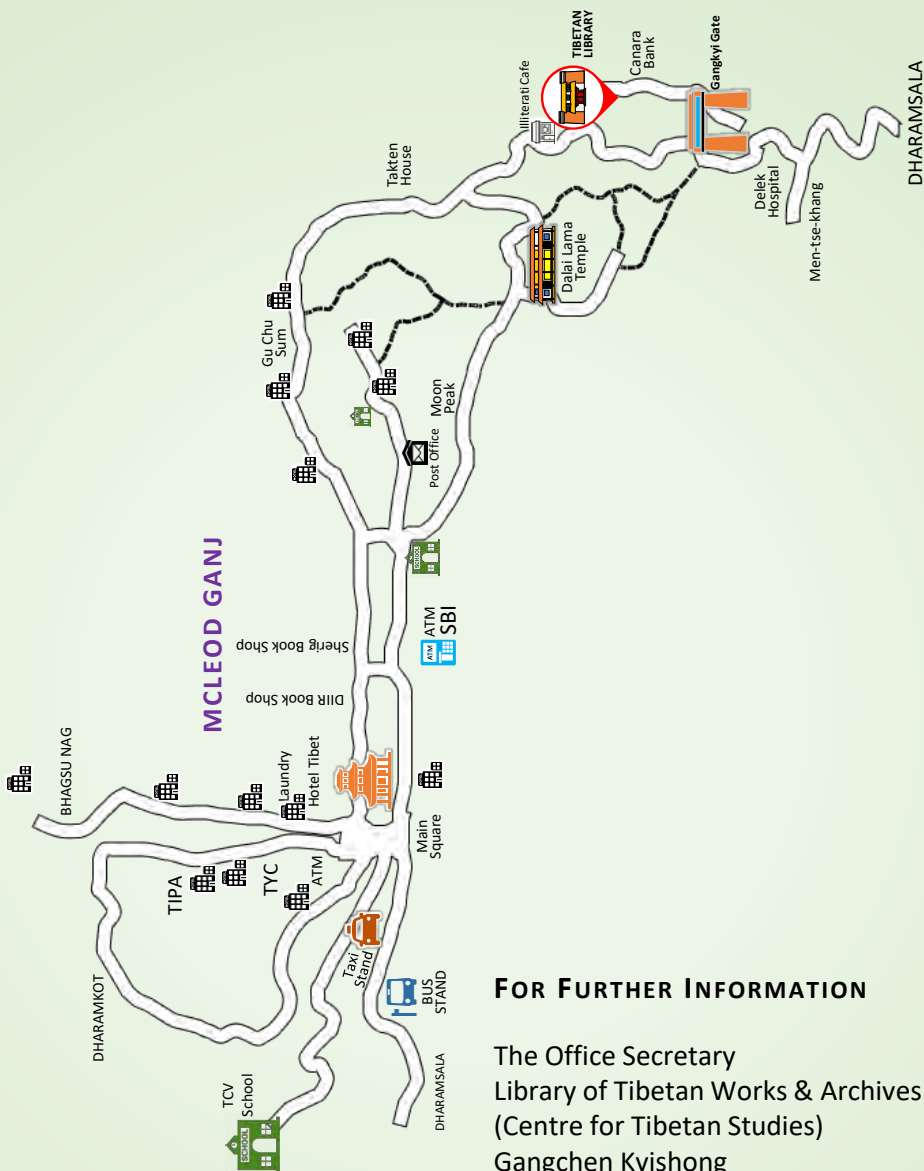 TIBETAN
LIBRARY
Canara
Bank
Gangkyi Gate
Illiterati Cafe
Takten
House
DHARAMSALA
Delek
Hospital
Men-tse-khang
Dalai Lama
Temple
Gu Chu
Sum
Moon
Peak
Post Office
SCHOOL
MCLEOD GANJ
Sherig Book Shop
ATM
ATM
SBI
DIIR Book Shop
BHAGSU NAG
Laundry
Hotel Tibet
Main
Square
TIPA
TYC
ATM
DHARAMKOT
Taxi
Stand
BUS
STAND
TCV
School
SCHOOL
DHARAMSALA
FOR FURTHER INFORMATION
The Office Secretary
Library of Tibetan Works & Archives
(Centre for Tibetan Studies)
Gangchen Kyishong